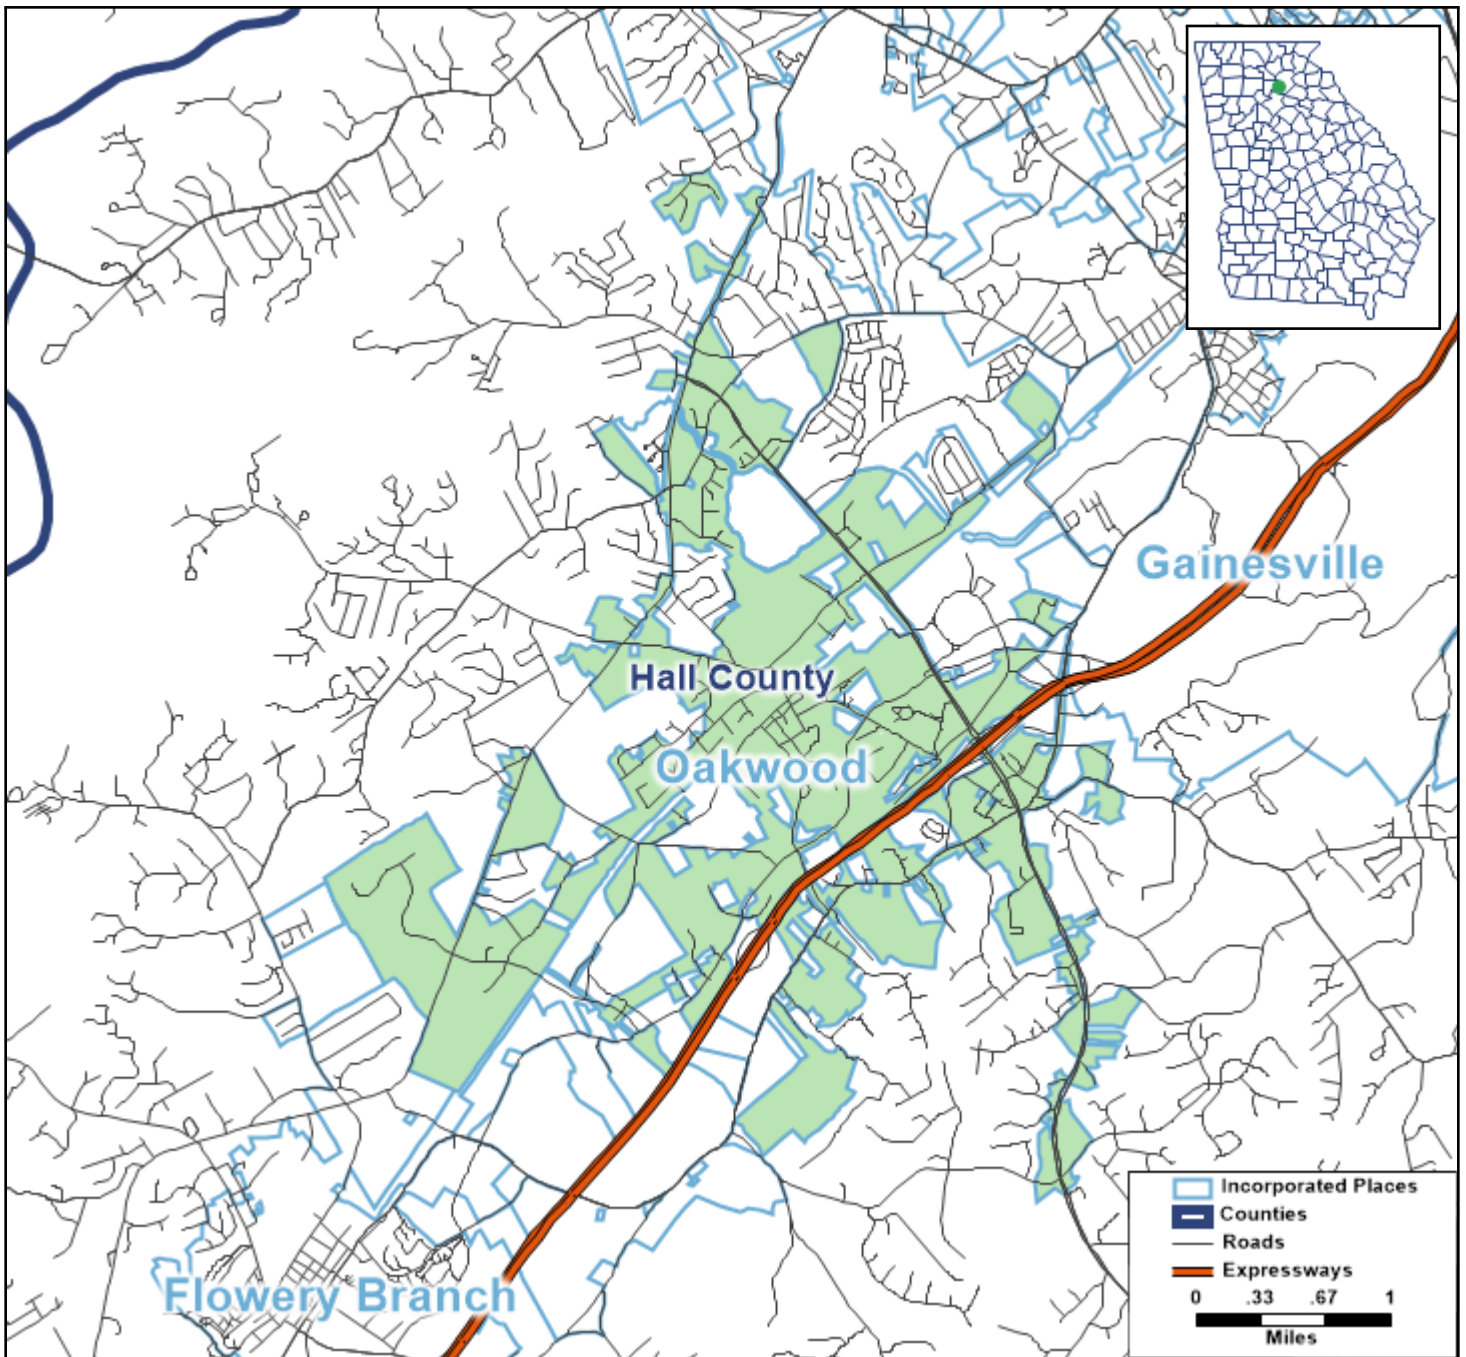 Gainesville
Hall County
Oakwood
Flowery Branch
Incorporated Places
Counties
Roads
Expressways
0 .33 .67 1
Miles